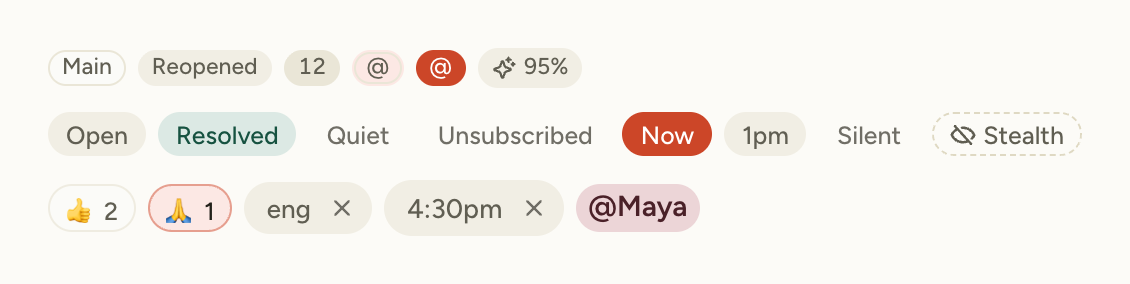 Main Reopened 12 @ @ 95%
Open Resolved Quiet Unsubscribed Now 1pm Silent Stealth
👍 2 🙏 1 eng × 4:30pm × @Maya